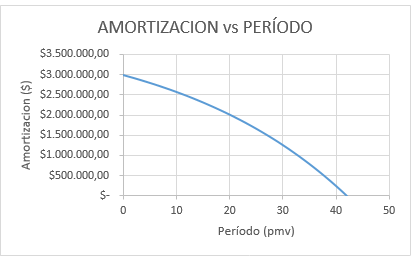 AMORTIZACION vs PERÍODO
$3.500.000,00
$3.000.000,00
$2.500.000,00
$2.000.000,00
$1.500.000,00
$1.000.000,00
$500.000,00
$-
Amortizacion ($)
0 10 20 30 40 50
Período (pmv)